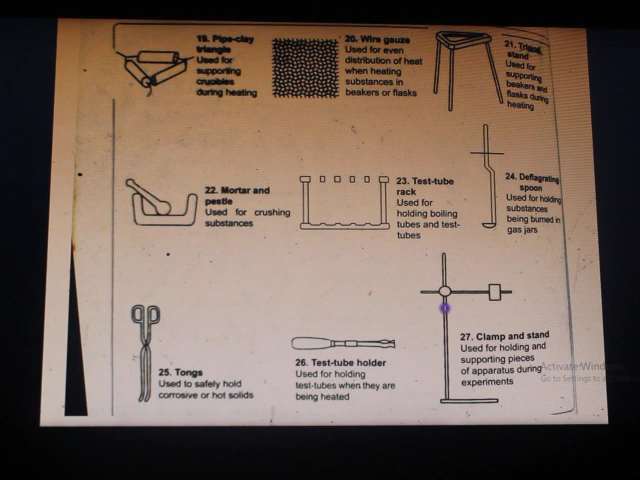 19. Pipe-clay
triangle
Used for
supporting
crucibles
during heating
20. Wire gauze
Used for even
distribution of heat
when heating
substances in
beakers or flasks
21. Tripod
stand
Used for
supporting
beakers and
flasks during
heating
22. Mortar and
pestle
Used for crushing
substances
23. Test-tube
rack
Used for
holding boiling
tubes and test-
tubes
24. Deflagrating
spoon
Used for holding
substances
being burned in
gas jars
25. Tongs
Used to safely hold
corrosive or hot solids
26. Test-tube holder
Used for holding
test-tubes when they are
being heated
27. Clamp and stand
Used for holding and
supporting pieces
of apparatus during
experiments
Activate Wind
Go to Settings to a